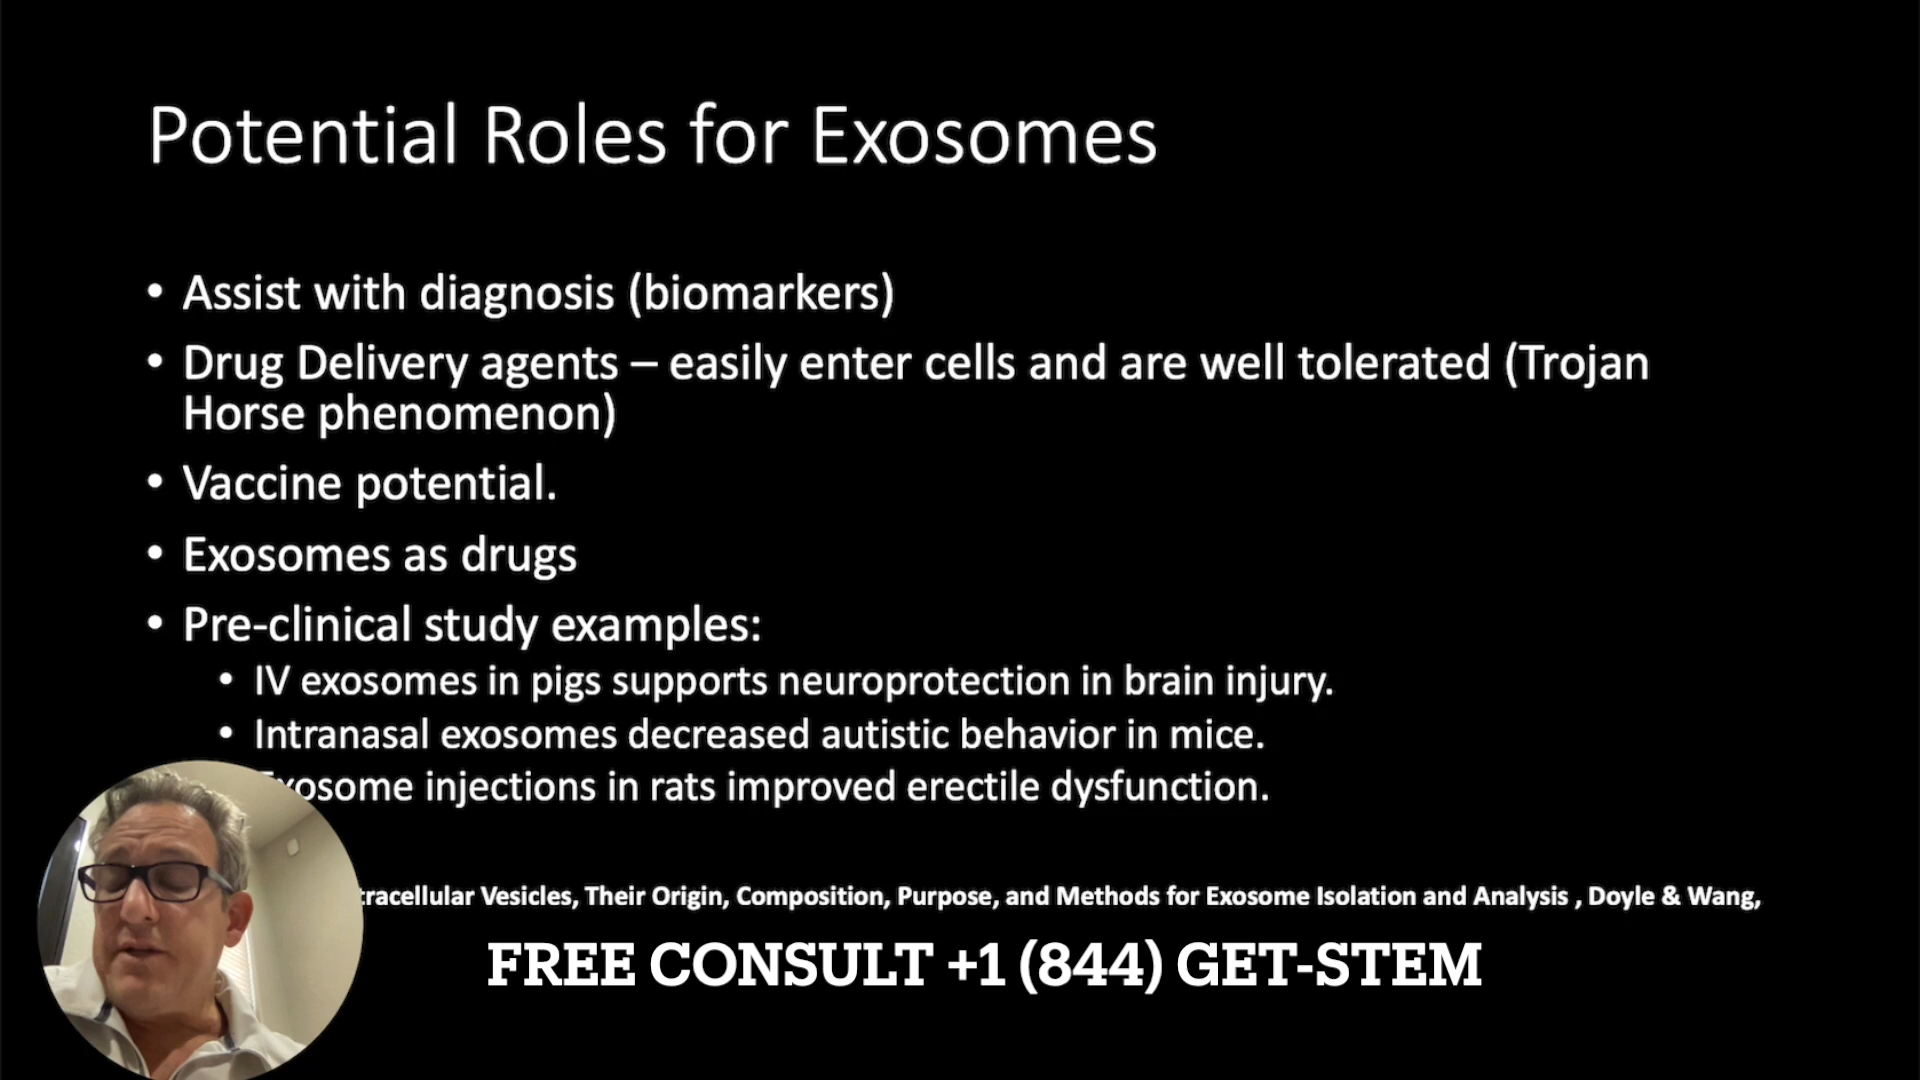 Potential Roles for Exosomes
• Assist with diagnosis (biomarkers)
• Drug Delivery agents – easily enter cells and are well tolerated (Trojan
Horse phenomenon)
• Vaccine potential.
• Exosomes as drugs
• Pre-clinical study examples:
• IV exosomes in pigs supports neuroprotection in brain injury.
• Intranasal exosomes decreased autistic behavior in mice.
Exosome injections in rats improved erectile dysfunction.
Vesicles, Their Origin, Composition, Purpose, and Methods for Exosome Isolation and Analysis , Doyle & Wang,
FREE CONSULT +1 (844) GET-STEM